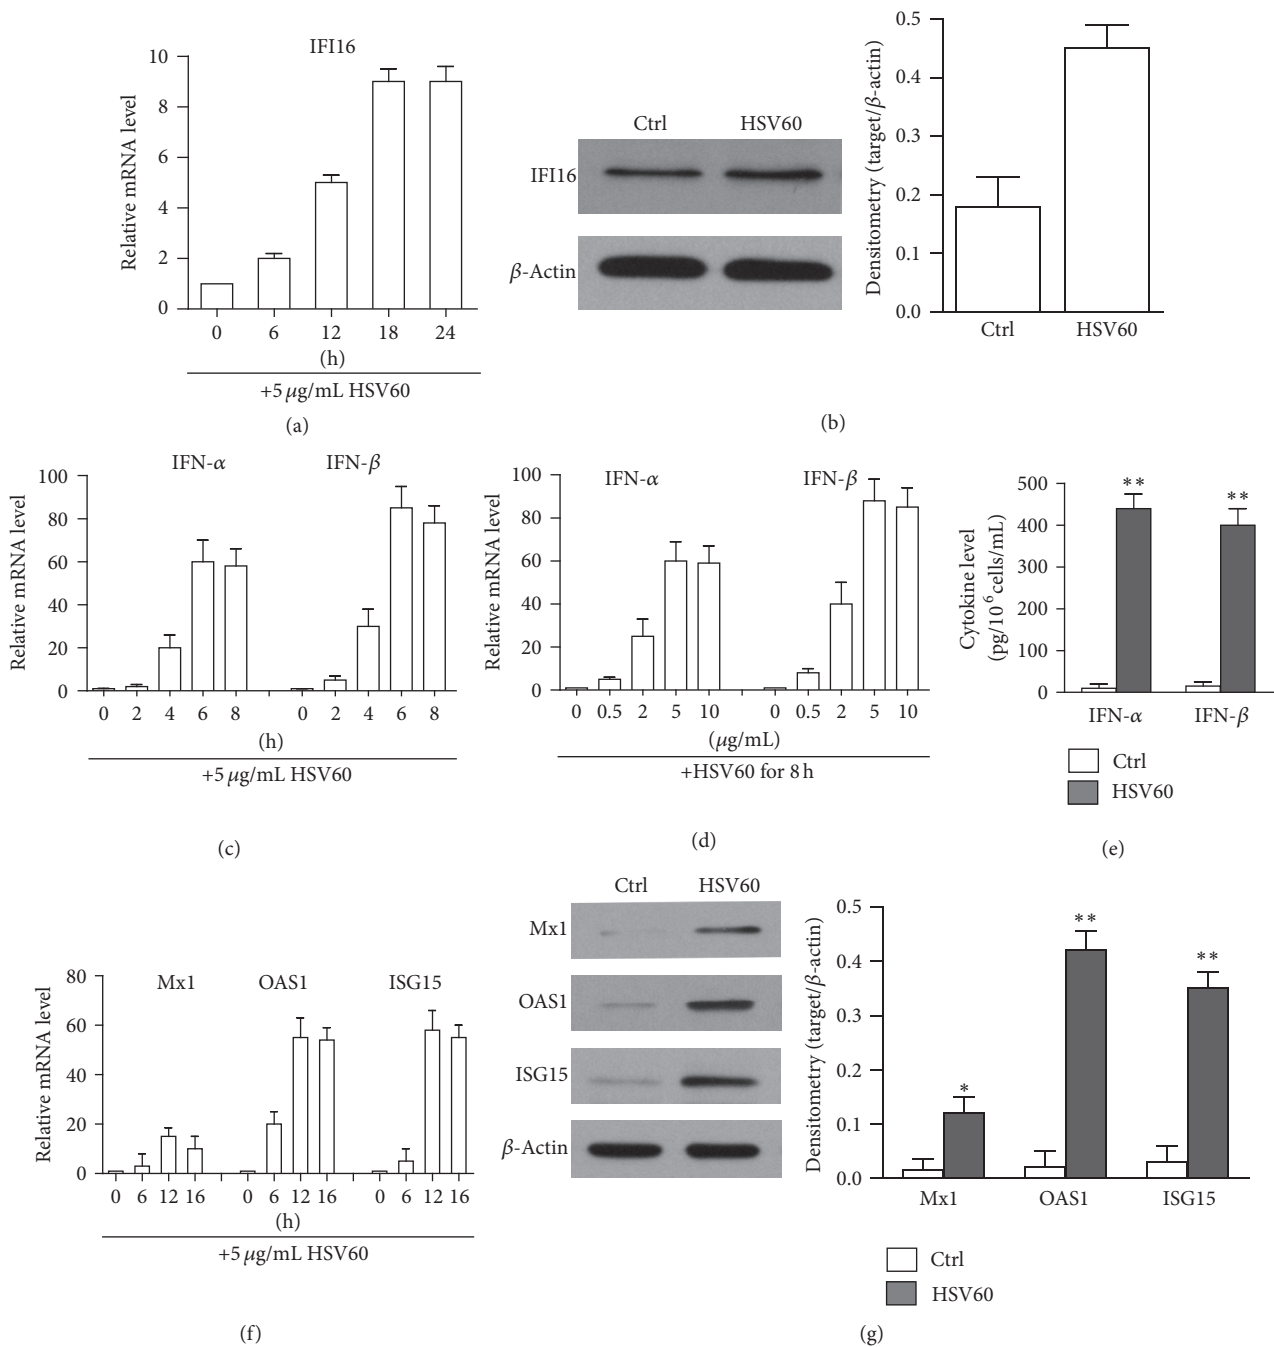 IFI16
Relative mRNA level
10
8
6
4
2
0
0 6 12 18 24
(h)
+5 μg/mL HSV60
(a)
Ctrl HSV60
IFI16
β-Actin
Densitometry (target/β-actin)
0.5
0.4
0.3
0.2
0.1
0.0
Ctrl HSV60
(b)
IFN-α IFN-β
Relative mRNA level
100
80
60
40
20
0
0 2 4 6 8 0 2 4 6 8
(h)
+5 μg/mL HSV60
(c)
IFN-α IFN-β
Relative mRNA level
100
80
60
40
20
0
0 0.5 2 5 10 0 0.5 2 5 10
(μg/mL)
+HSV60 for 8 h
(d)
Cytokine level
(pg/10⁶ cells/mL)
500
400
300
200
100
0
** **
IFN-α IFN-β
Ctrl
HSV60
(e)
Mx1 OAS1 ISG15
Relative mRNA level
80
60
40
20
0
0 6 12 16 0 6 12 16 0 6 12 16
(h)
+5 μg/mL HSV60
(f)
Ctrl HSV60
Mx1
OAS1
ISG15
β-Actin
Densitometry (target/β-actin)
0.5
0.4
0.3
0.2
0.1
0.0
* ** **
Mx1 OAS1 ISG15
Ctrl
HSV60
(g)